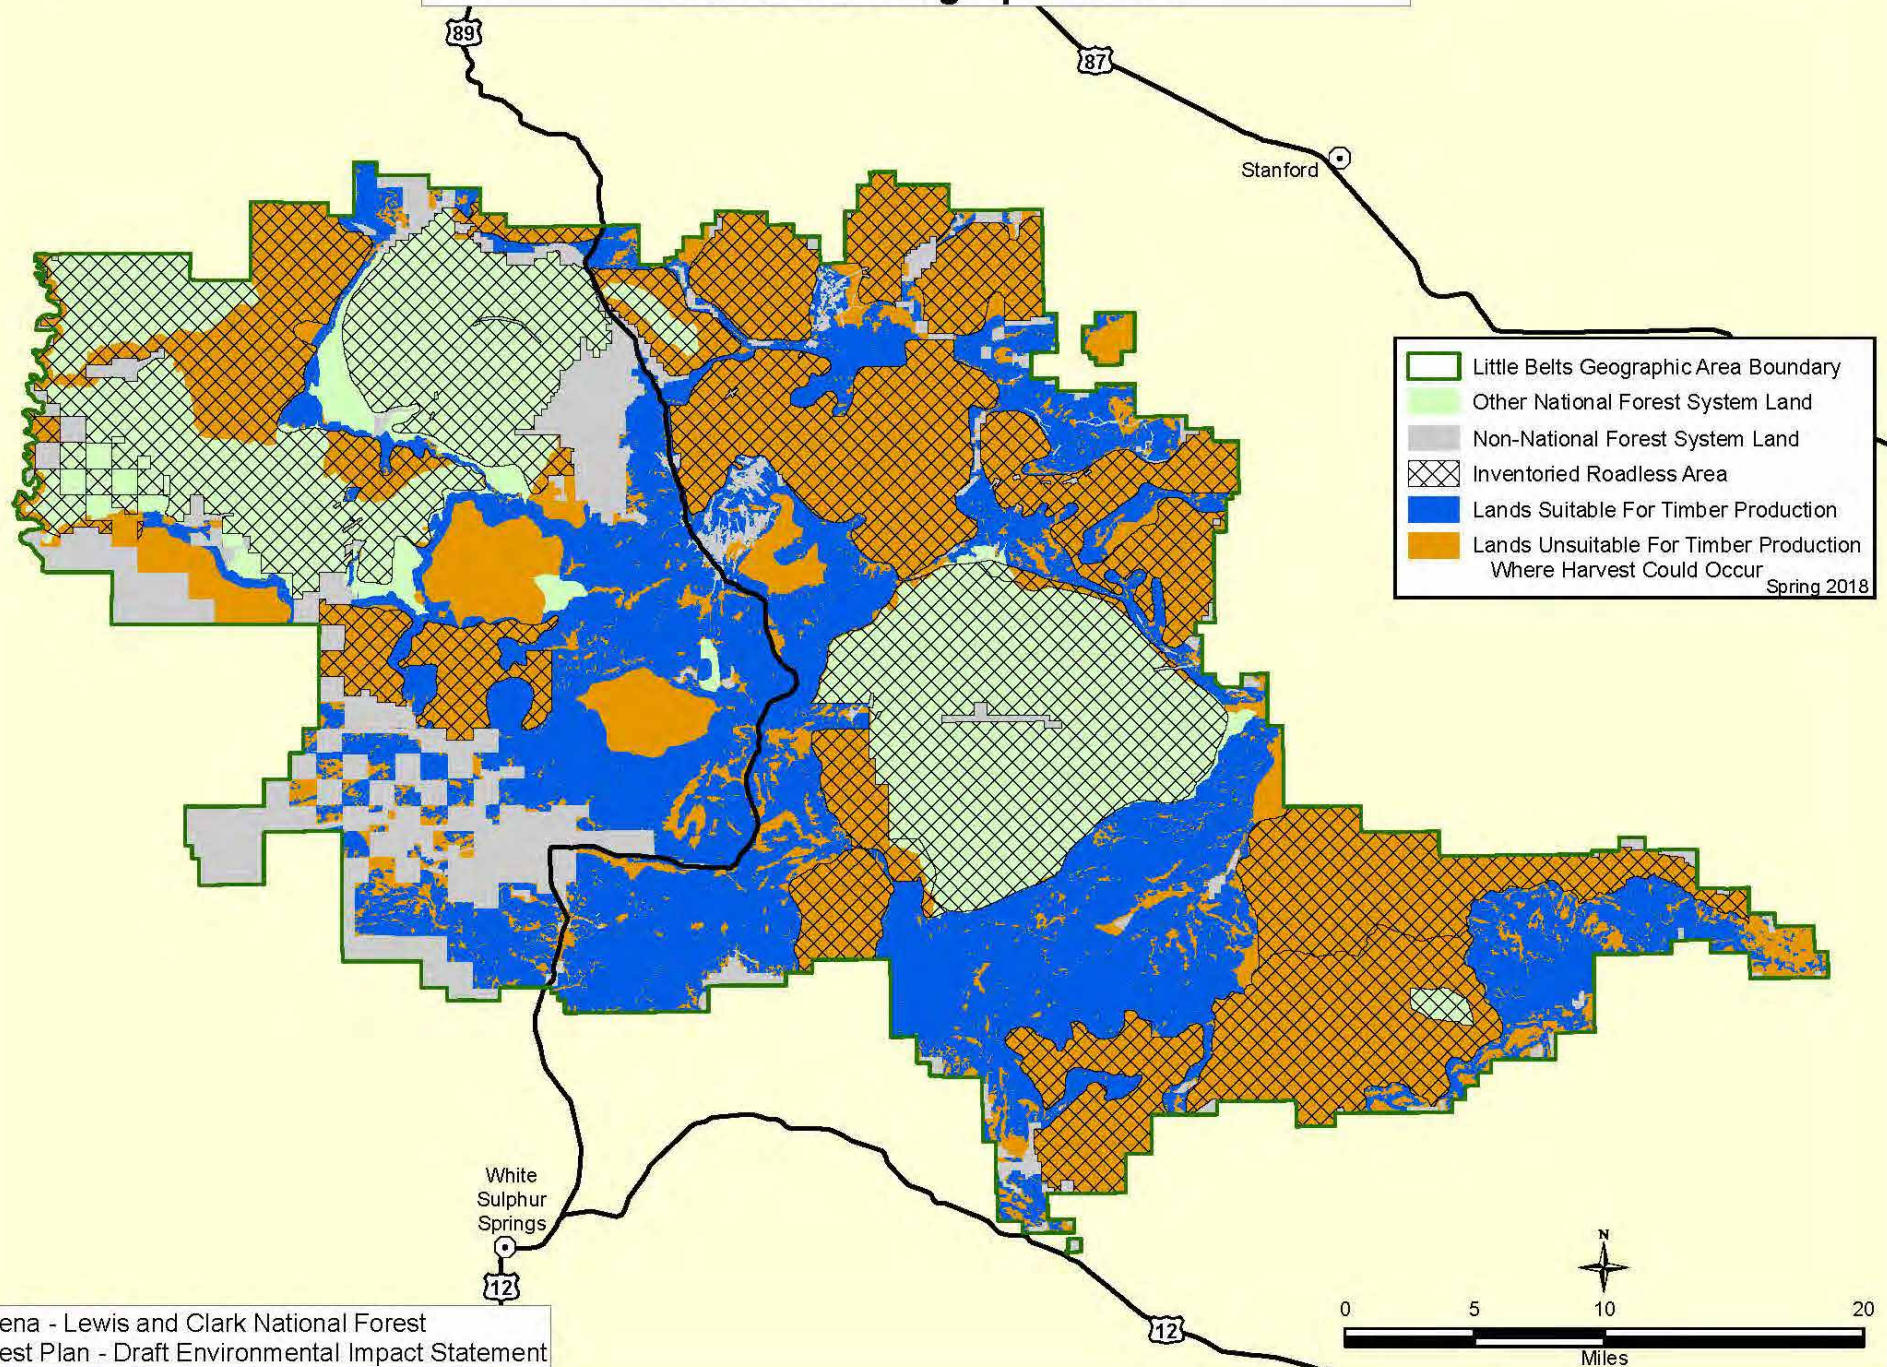 89
87
Stanford
Little Belts Geographic Area Boundary
Other National Forest System Land
Non-National Forest System Land
Inventoried Roadless Area
Lands Suitable For Timber Production
Lands Unsuitable For Timber Production
Where Harvest Could Occur
Spring 2018
White
Sulphur
Springs
12
12
N
0 5 10 20
Miles
ena - Lewis and Clark National Forest
est Plan - Draft Environmental Impact Statement